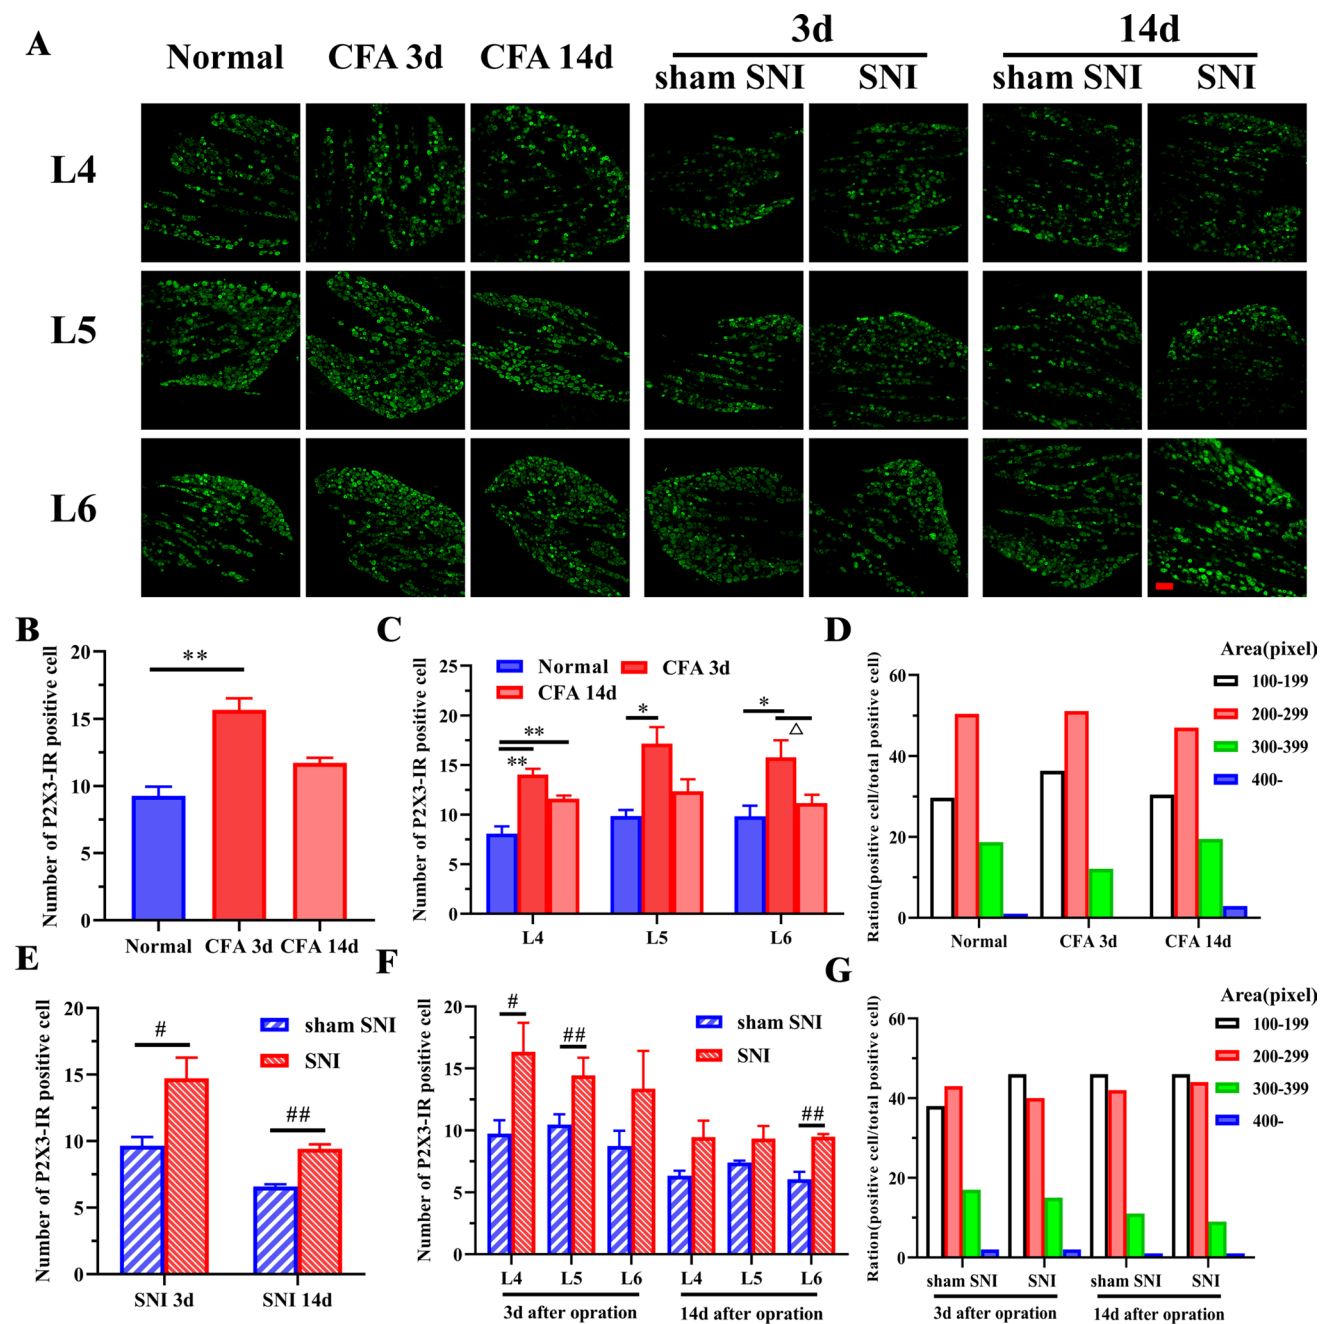 A
Normal
CFA 3d
CFA 14d
3d
sham SNI
SNI
14d
sham SNI
SNI
L4
L5
L6
B
Number of P2X3-IR positive cell
20
15
10
5
0
**
Normal
CFA 3d
CFA 14d
C
Number of P2X3-IR positive cell
25
20
15
10
5
0
Normal
CFA 3d
CFA 14d
**
**
*
*
△
L4
L5
L6
D
Ration(positive cell/total positive cell)
60
40
20
0
Area(pixel)
100-199
200-299
300-399
400-
Normal
CFA 3d
CFA 14d
E
Number of P2X3-IR positive cell
20
15
10
5
0
sham SNI
SNI
#
##
SNI 3d
SNI 14d
F
Number of P2X3-IR positive cell
20
15
10
5
0
sham SNI
SNI
#
##
##
L4
L5
L6
L4
L5
L6
3d after opration
14d after opration
G
Ration(positive cell/total positive cell)
60
40
20
0
Area(pixel)
100-199
200-299
300-399
400-
sham SNI
SNI
sham SNI
SNI
3d after opration
14d after opration